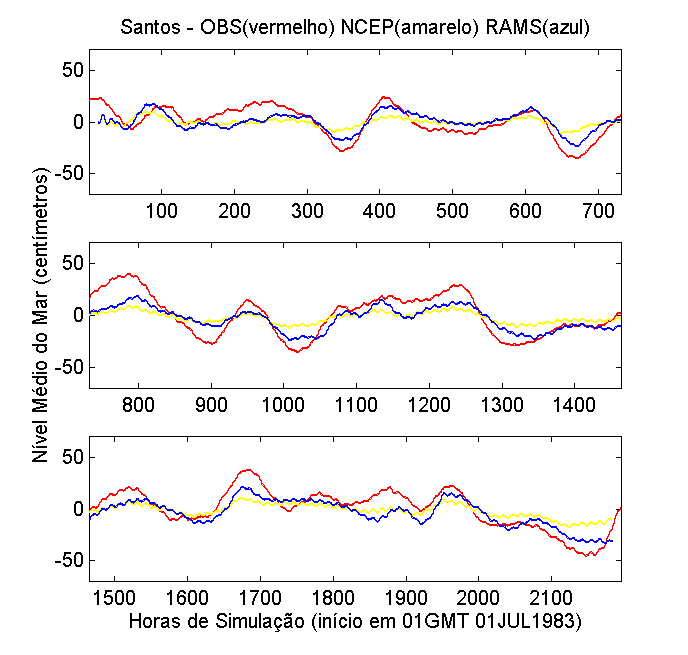 Santos - OBS(vermelho) NCEP(amarelo) RAMS(azul)
50
0
-50
100 200 300 400 500 600 700
50
0
-50
800 900 1000 1100 1200 1300 1400
50
0
-50
1500 1600 1700 1800 1900 2000 2100
Nível Médio do Mar (centímetros)
Horas de Simulação (início em 01GMT 01JUL1983)